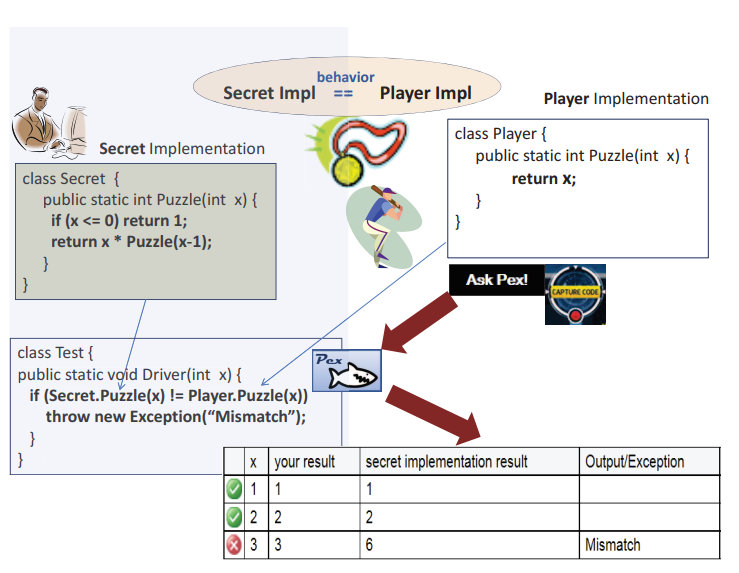 behavior
Secret Impl == Player Impl
Player Implementation
Secret Implementation
class Player {
public static int Puzzle(int x) {
return x;
}
}
class Secret {
public static int Puzzle(int x) {
if (x <= 0) return 1;
return x * Puzzle(x-1);
}
}
Ask Pex!
CAPTURE CODE
class Test {
public static void Driver(int x) {
if (Secret.Puzzle(x) != Player.Puzzle(x))
throw new Exception(“Mismatch”);
}
}
Pex
x your result secret implementation result Output/Exception
1 1 1
2 2 2
3 3 6 Mismatch